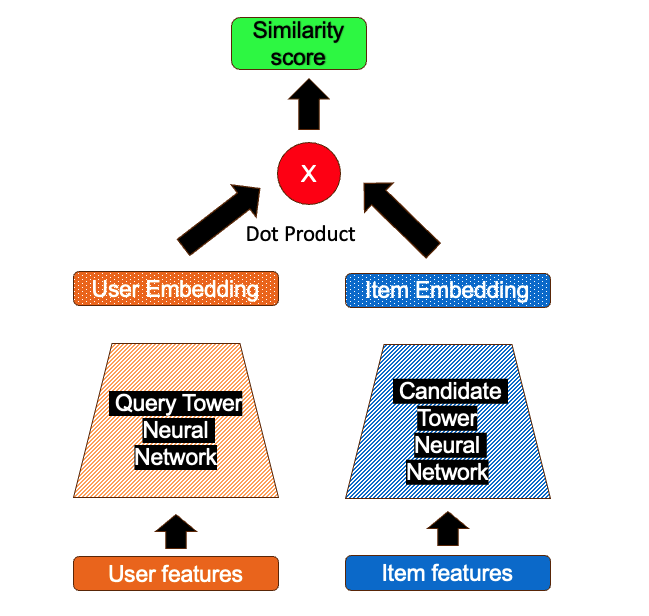 Similarity
score
X
Dot Product
User Embedding
Item Embedding
Query Tower
Neural
Network
Candidate
Tower
Neural
Network
User features
Item features